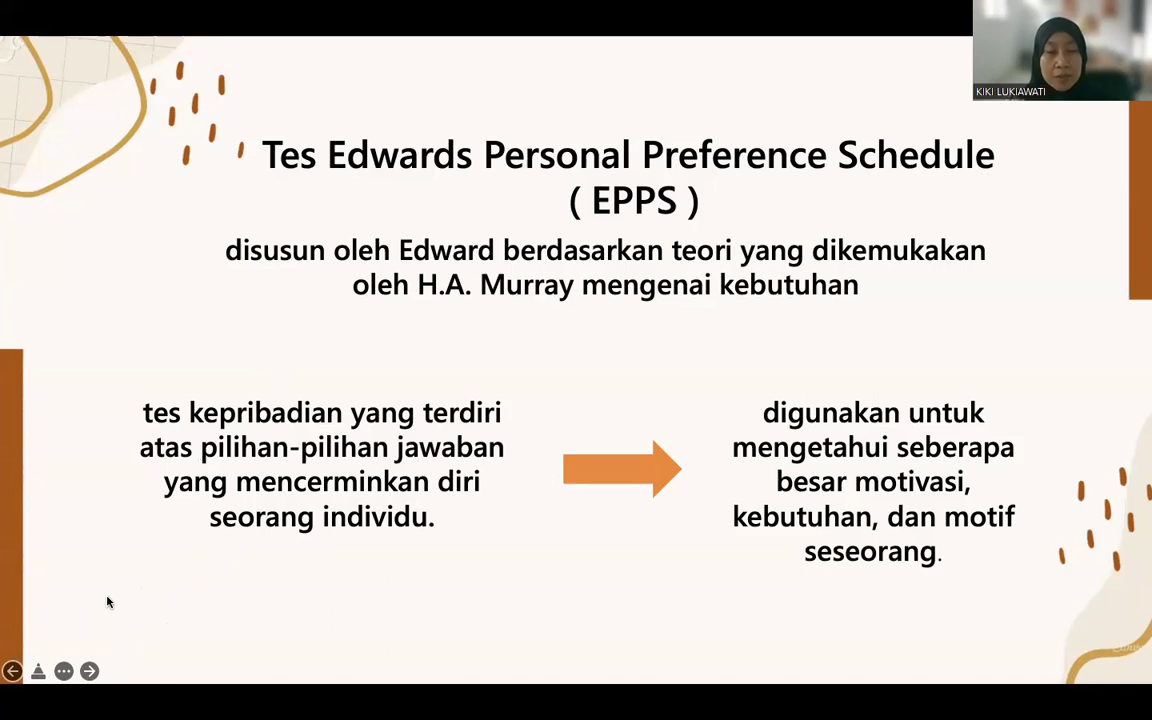 KIKI LUKIAWATI
Tes Edwards Personal Preference Schedule
( EPPS )
disusun oleh Edward berdasarkan teori yang dikemukakan
oleh H.A. Murray mengenai kebutuhan
tes kepribadian yang terdiri
atas pilihan-pilihan jawaban
yang mencerminkan diri
seorang individu.
digunakan untuk
mengetahui seberapa
besar motivasi,
kebutuhan, dan motif
seseorang.